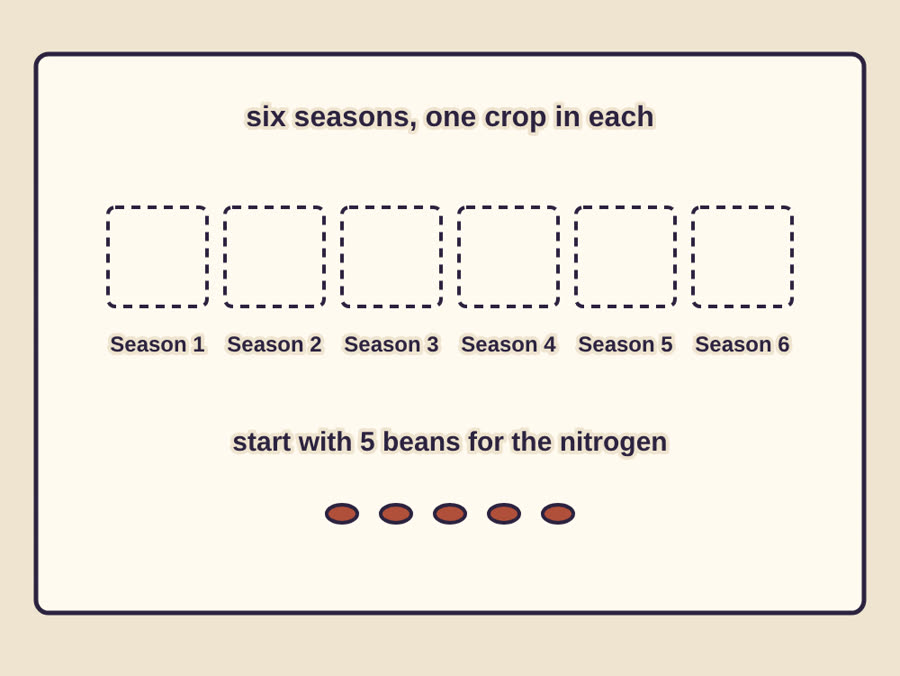 six seasons, one crop in each
Season 1 Season 2 Season 3 Season 4 Season 5 Season 6
start with 5 beans for the nitrogen